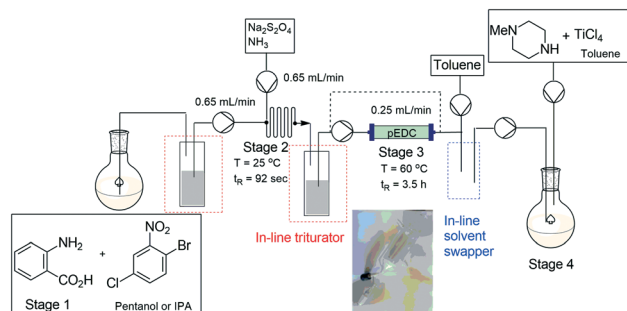 Na2S2O4
NH3
0.65 mL/min
0.65 mL/min
Stage 2
T = 25 °C
tR = 92 sec
Toluene
0.25 mL/min
pEDC
Stage 3
T = 60 °C
tR = 3.5 h
MeN
NH
+ TiCl4
Toluene
In-line triturator
In-line
solvent
swapper
Stage 4
NH2
CO2H
Stage 1
+
NO2
Br
Cl
Pentanol or IPA